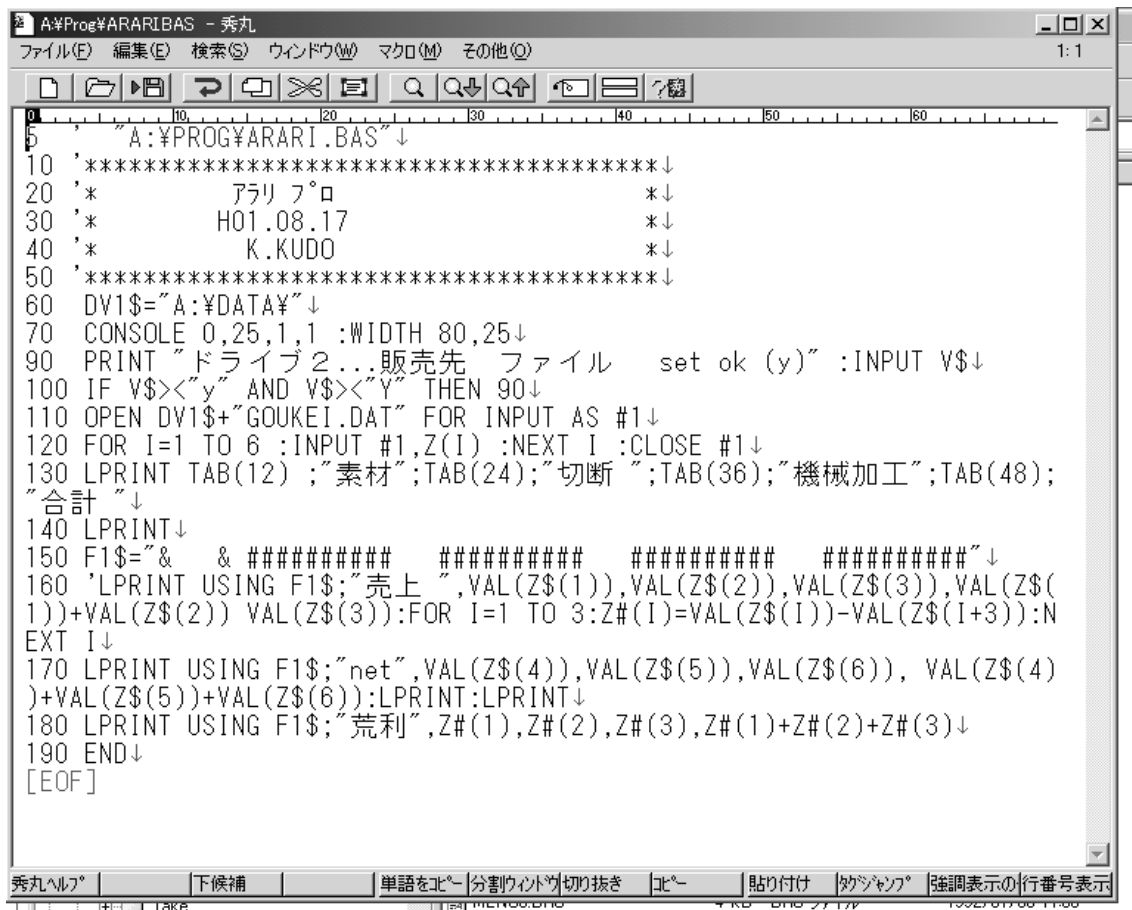 A:¥Prog¥ARARI.BAS - 秀丸
ファイル(F) 編集(E) 検索(S) ウィンドウ(W) マクロ(M) その他(O) 1:1
0 10 20 30 40 50 60
5 ' "A:¥PROG¥ARARI.BAS"↓
10 '***************************************↓
20 '* アラリ プロ *↓
30 '* H01.08.17 *↓
40 '* K.KUDO *↓
50 '***************************************↓
60 DV1$="A:¥DATA¥"↓
70 CONSOLE 0,25,1,1 :WIDTH 80,25↓
90 PRINT "ドライブ2...販売先 ファイル set ok (y)" :INPUT V$↓
100 IF V$><"y" AND V$><"Y" THEN 90↓
110 OPEN DV1$+"GOUKEI.DAT" FOR INPUT AS #1↓
120 FOR I=1 TO 6 :INPUT #1,Z(I) :NEXT I :CLOSE #1↓
130 LPRINT TAB(12) ;"素材";TAB(24);"切断 ";TAB(36);"機械加工";TAB(48);
"合計 "↓
140 LPRINT↓
150 F1$="& & ########## ########## ########## ##########"↓
160 'LPRINT USING F1$;"売上 ",VAL(Z$(1)),VAL(Z$(2)),VAL(Z$(3)),VAL(Z$(
1))+VAL(Z$(2)) VAL(Z$(3)):FOR I=1 TO 3:Z#(I)=VAL(Z$(I))-VAL(Z$(I+3)):N
EXT I↓
170 LPRINT USING F1$;"net",VAL(Z$(4)),VAL(Z$(5)),VAL(Z$(6)), VAL(Z$(4)
)+VAL(Z$(5))+VAL(Z$(6)):LPRINT:LPRINT↓
180 LPRINT USING F1$;"荒利",Z#(1),Z#(2),Z#(3),Z#(1)+Z#(2)+Z#(3)↓
190 END↓
[EOF]
秀丸ヘルプ 下候補 単語をコピー 分割ウィンドウ 切り抜き コピー 貼り付け タグジャンプ 強調表示の 行番号表示